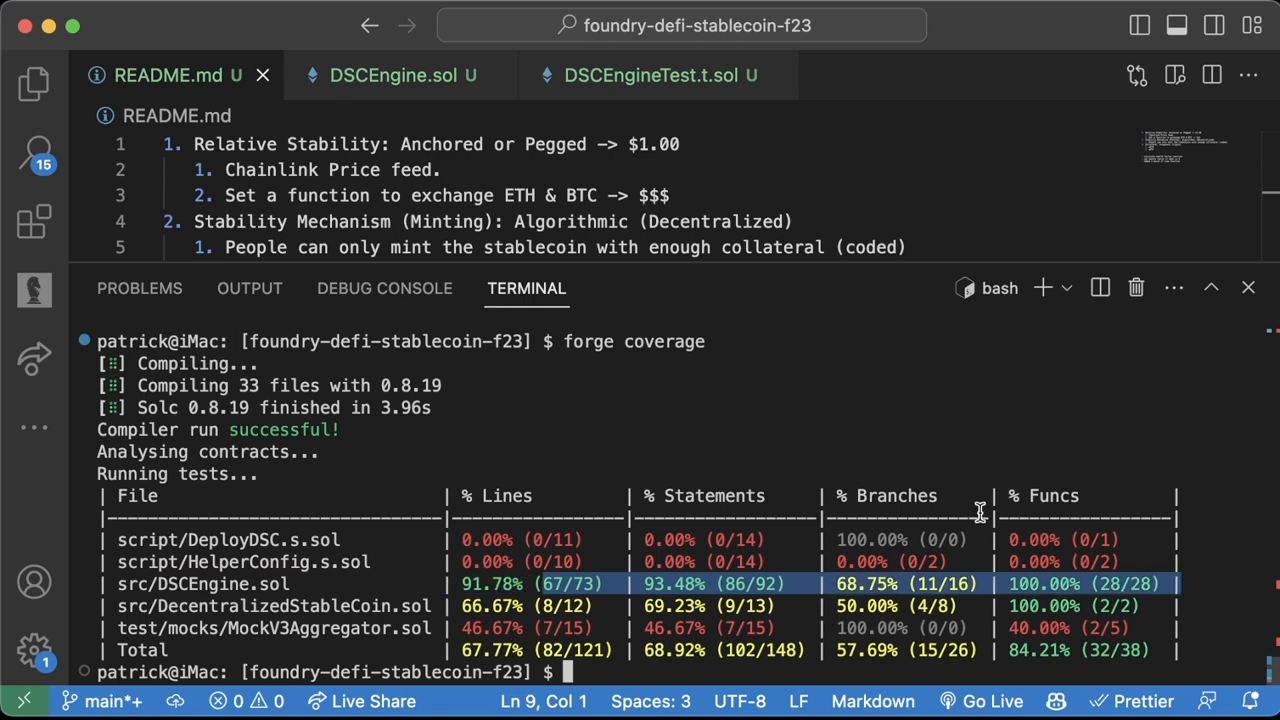 foundry-defi-stablecoin-f23
README.md U
DSCEngine.sol U
DSCEngineTest.t.sol U
README.md
15
1 1. Relative Stability: Anchored or Pegged -> $1.00
2 1. Chainlink Price feed.
3 2. Set a function to exchange ETH & BTC -> $$$
4 2. Stability Mechanism (Minting): Algorithmic (Decentralized)
5 1. People can only mint the stablecoin with enough collateral (coded)
PROBLEMS OUTPUT DEBUG CONSOLE TERMINAL bash
patrick@iMac: [foundry-defi-stablecoin-f23] $ forge coverage
[⠿] Compiling...
[⠿] Compiling 33 files with 0.8.19
[⠿] Solc 0.8.19 finished in 3.96s
Compiler run successful!
Analysing contracts...
Running tests...
| File | % Lines | % Statements | % Branches | % Funcs |
| script/DeployDSC.s.sol | 0.00% (0/11) | 0.00% (0/14) | 100.00% (0/0) | 0.00% (0/1) |
| script/HelperConfig.s.sol | 0.00% (0/10) | 0.00% (0/14) | 0.00% (0/2) | 0.00% (0/2) |
| src/DSCEngine.sol | 91.78% (67/73) | 93.48% (86/92) | 68.75% (11/16) | 100.00% (28/28) |
| src/DecentralizedStableCoin.sol | 66.67% (8/12) | 69.23% (9/13) | 50.00% (4/8) | 100.00% (2/2) |
| test/mocks/MockV3Aggregator.sol | 46.67% (7/15) | 46.67% (7/15) | 100.00% (0/0) | 40.00% (2/5) |
| Total | 67.77% (82/121) | 68.92% (102/148) | 57.69% (15/26) | 84.21% (32/38) |
patrick@iMac: [foundry-defi-stablecoin-f23] $
1
main*+ 0 0 Live Share Ln 9, Col 1 Spaces: 3 UTF-8 LF Markdown Go Live Prettier